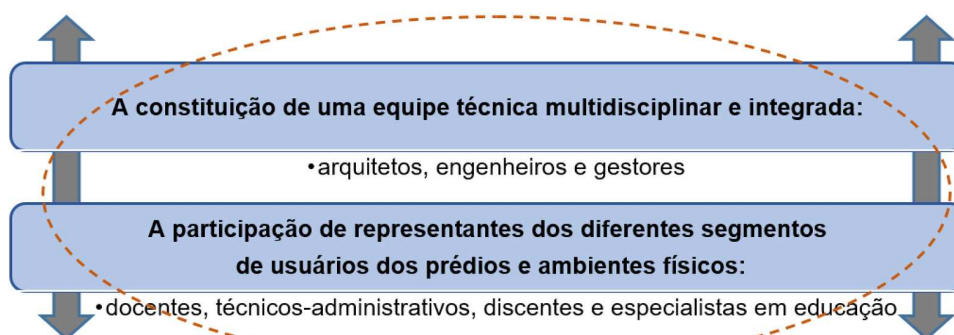 A constituição de uma equipe técnica multidisciplinar e integrada:
•arquitetos, engenheiros e gestores
A participação de representantes dos diferentes segmentos
de usuários dos prédios e ambientes físicos:
•docentes, técnicos-administrativos, discentes e especialistas em educação